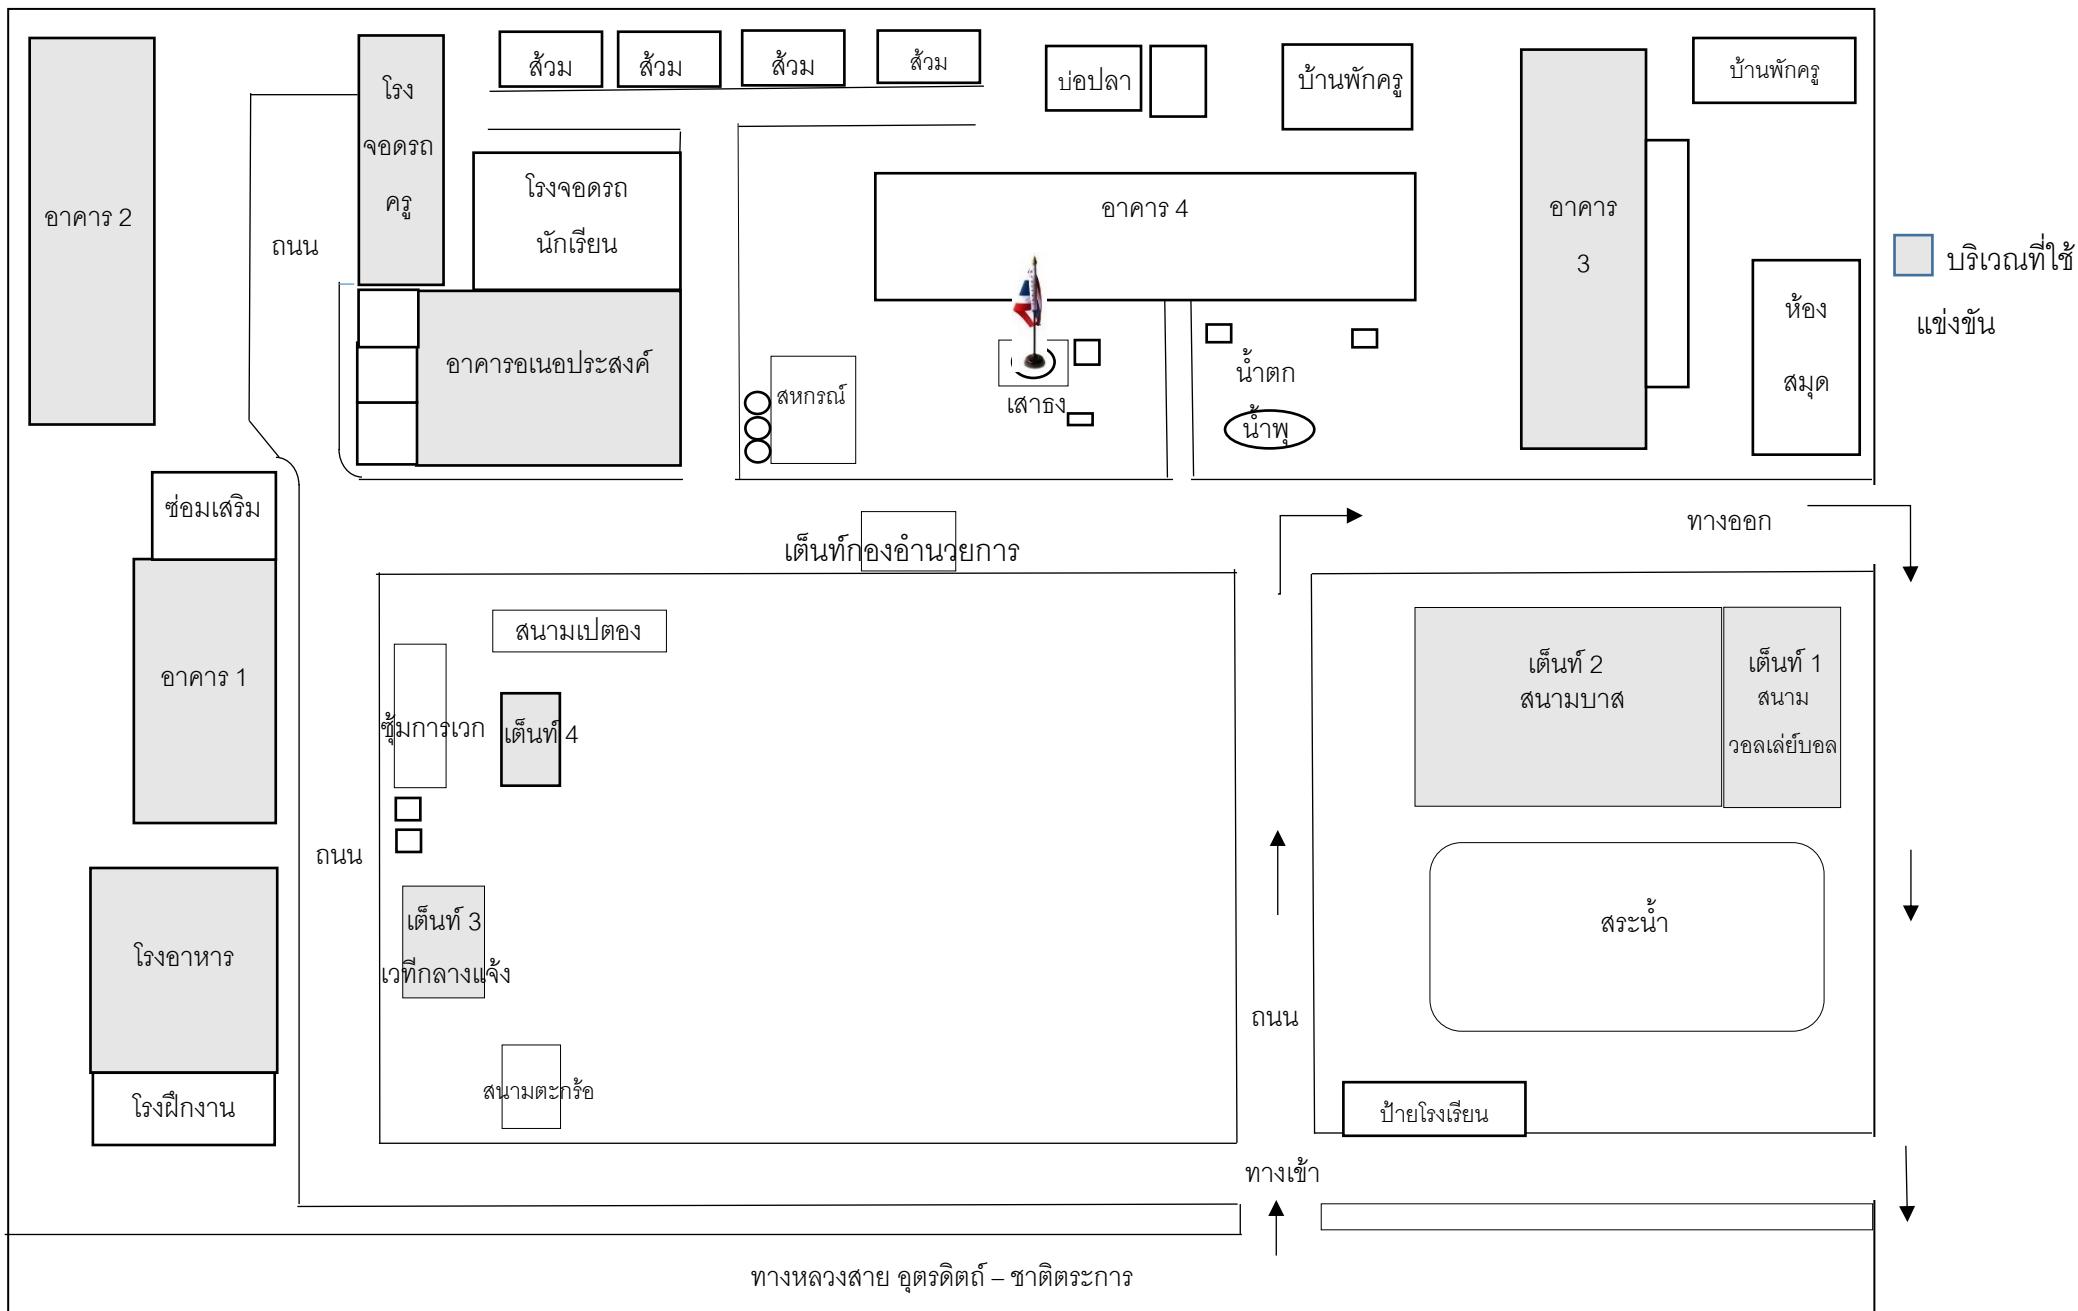 ส้วม
ส้วม
ส้วม
ส้วม
บ่อปลา
บ้านพักครู
บ้านพักครู
โรง
จอดรถ
ครู
โรงจอดรถ
นักเรียน
อาคาร 2
ถนน
อาคาร 4
อาคาร
3
บริเวณที่ใช้
แข่งขัน
ห้อง
สมุด
อาคารอเนอประสงค์
สหกรณ์
เสาธง
น้ำตก
น้ำพุ
ซ่อมเสริม
เต็นท์กองอำนวยการ
ทางออก
อาคาร 1
สนามเปตอง
ซุ้มการเวก
เต็นท์ 4
เต็นท์ 2
สนามบาส
เต็นท์ 1
สนาม
วอลเล่ย์บอล
ถนน
เต็นท์ 3
เวทีกลางแจ้ง
สระน้ำ
โรงอาหาร
ถนน
สนามตะกร้อ
โรงฝึกงาน
ป้ายโรงเรียน
ทางเข้า
ทางหลวงสาย อุตรดิตถ์ – ชาติตระการ